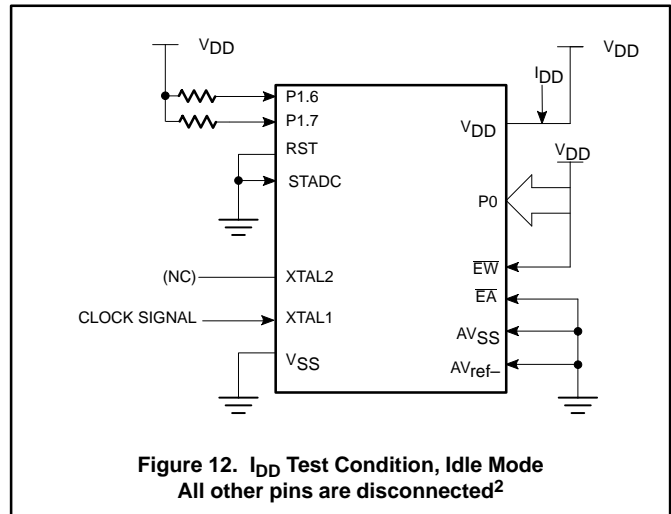 VDD
VDD
IDD
P1.6
P1.7
VDD
VDD
RST
STADC
P0
(NC)
XTAL2
EW
EA
CLOCK SIGNAL
XTAL1
AVSS
VSS
AVref–
Figure 12. IDD Test Condition, Idle Mode
All other pins are disconnected2